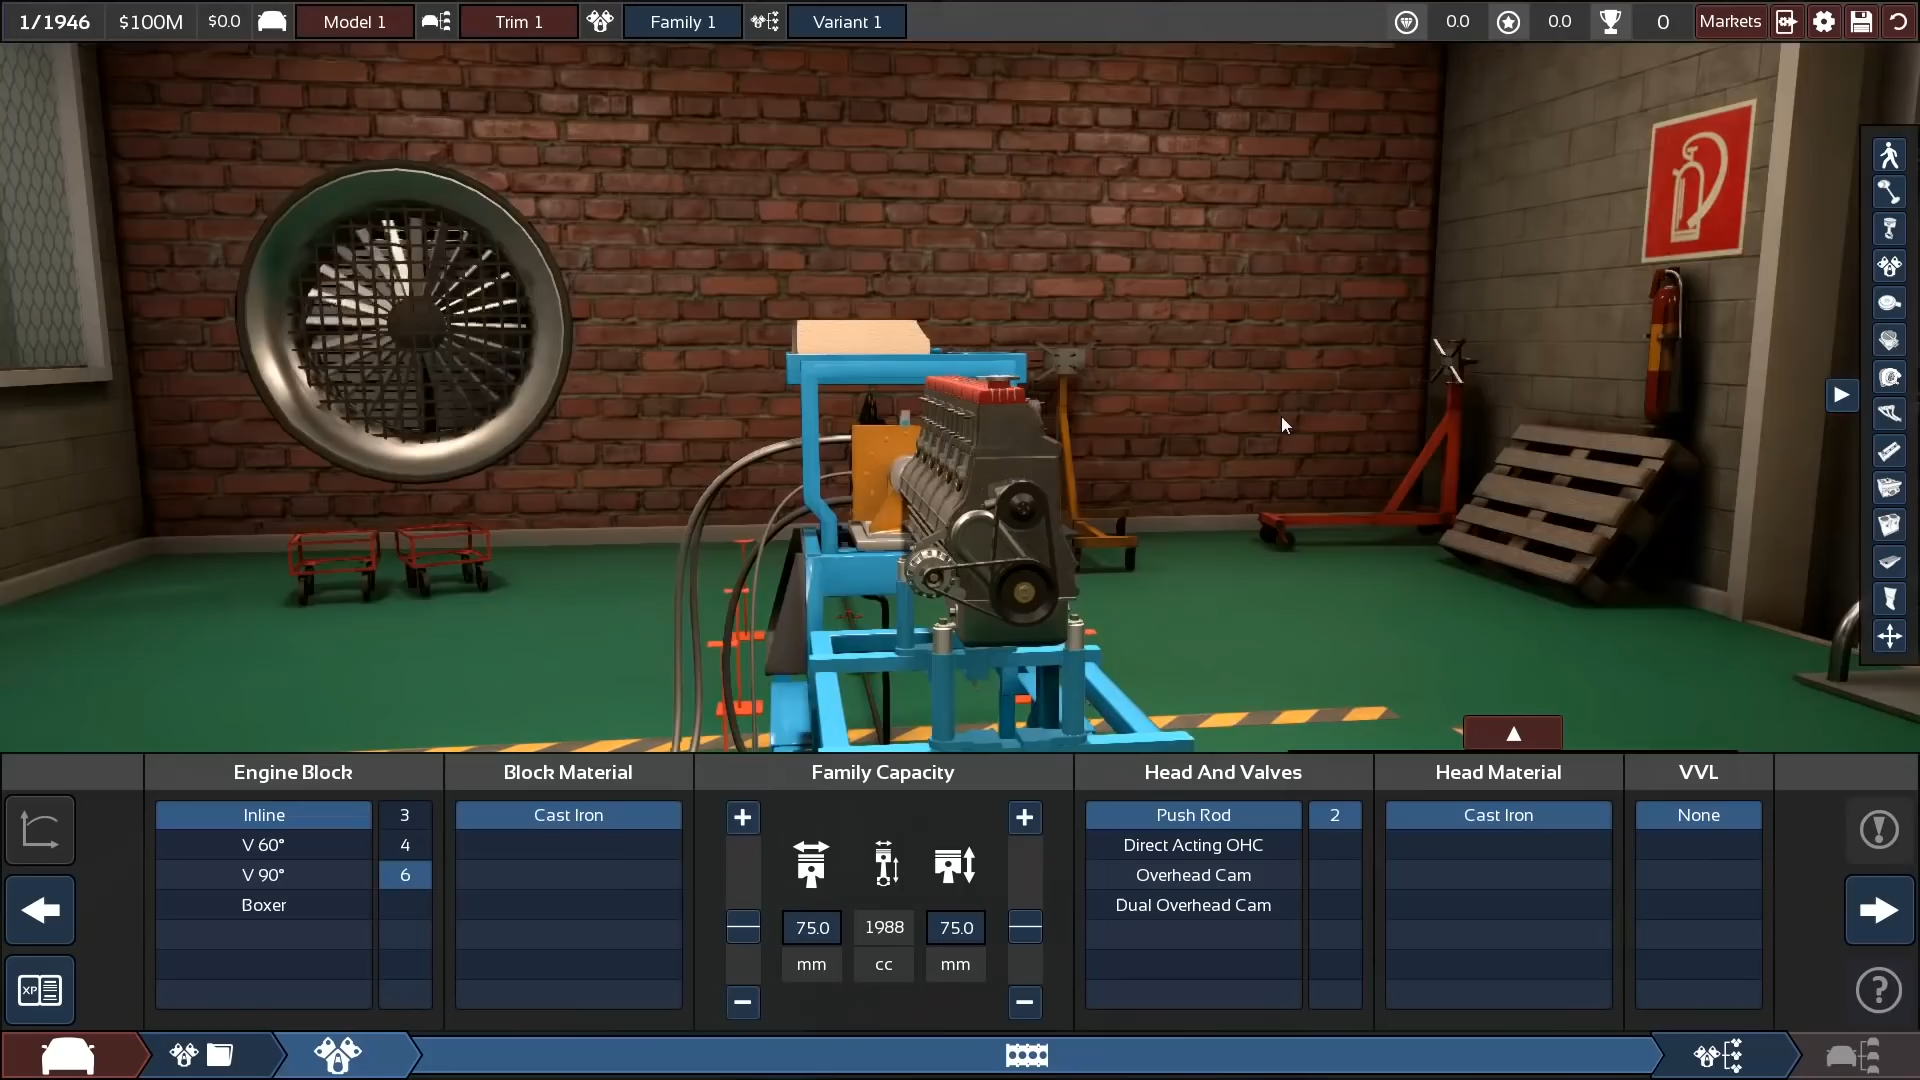 1/1946 $100M $0.0 Model 1 Trim 1 Family 1 Variant 1 0.0 0.0 0 Markets
Engine Block Block Material Family Capacity Head And Valves Head Material VVL
Inline 3 Cast Iron Push Rod 2 Cast Iron None
V 60° 4 Direct Acting OHC
V 90° 6 Overhead Cam
Boxer Dual Overhead Cam
75.0 1988 75.0
mm cc mm
XP